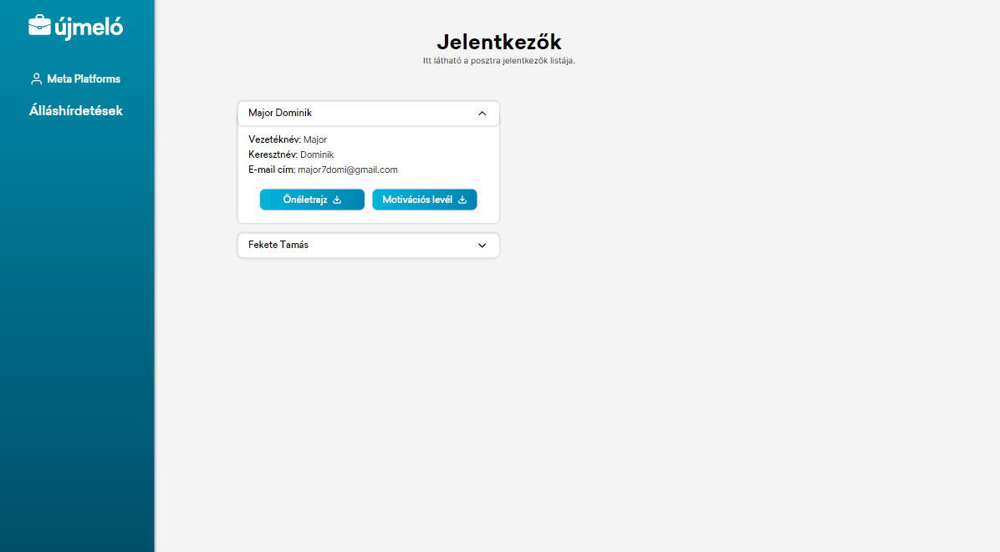 újmeló
Meta Platforms
Álláshírdetések
Jelentkezők
Itt látható a posztra jelentkezők listája.
Major Dominik
Vezetéknév: Major
Keresztnév: Dominik
E-mail cím: major7domi@gmail.com
Önéletrajz
Motivációs levél
Fekete Tamás